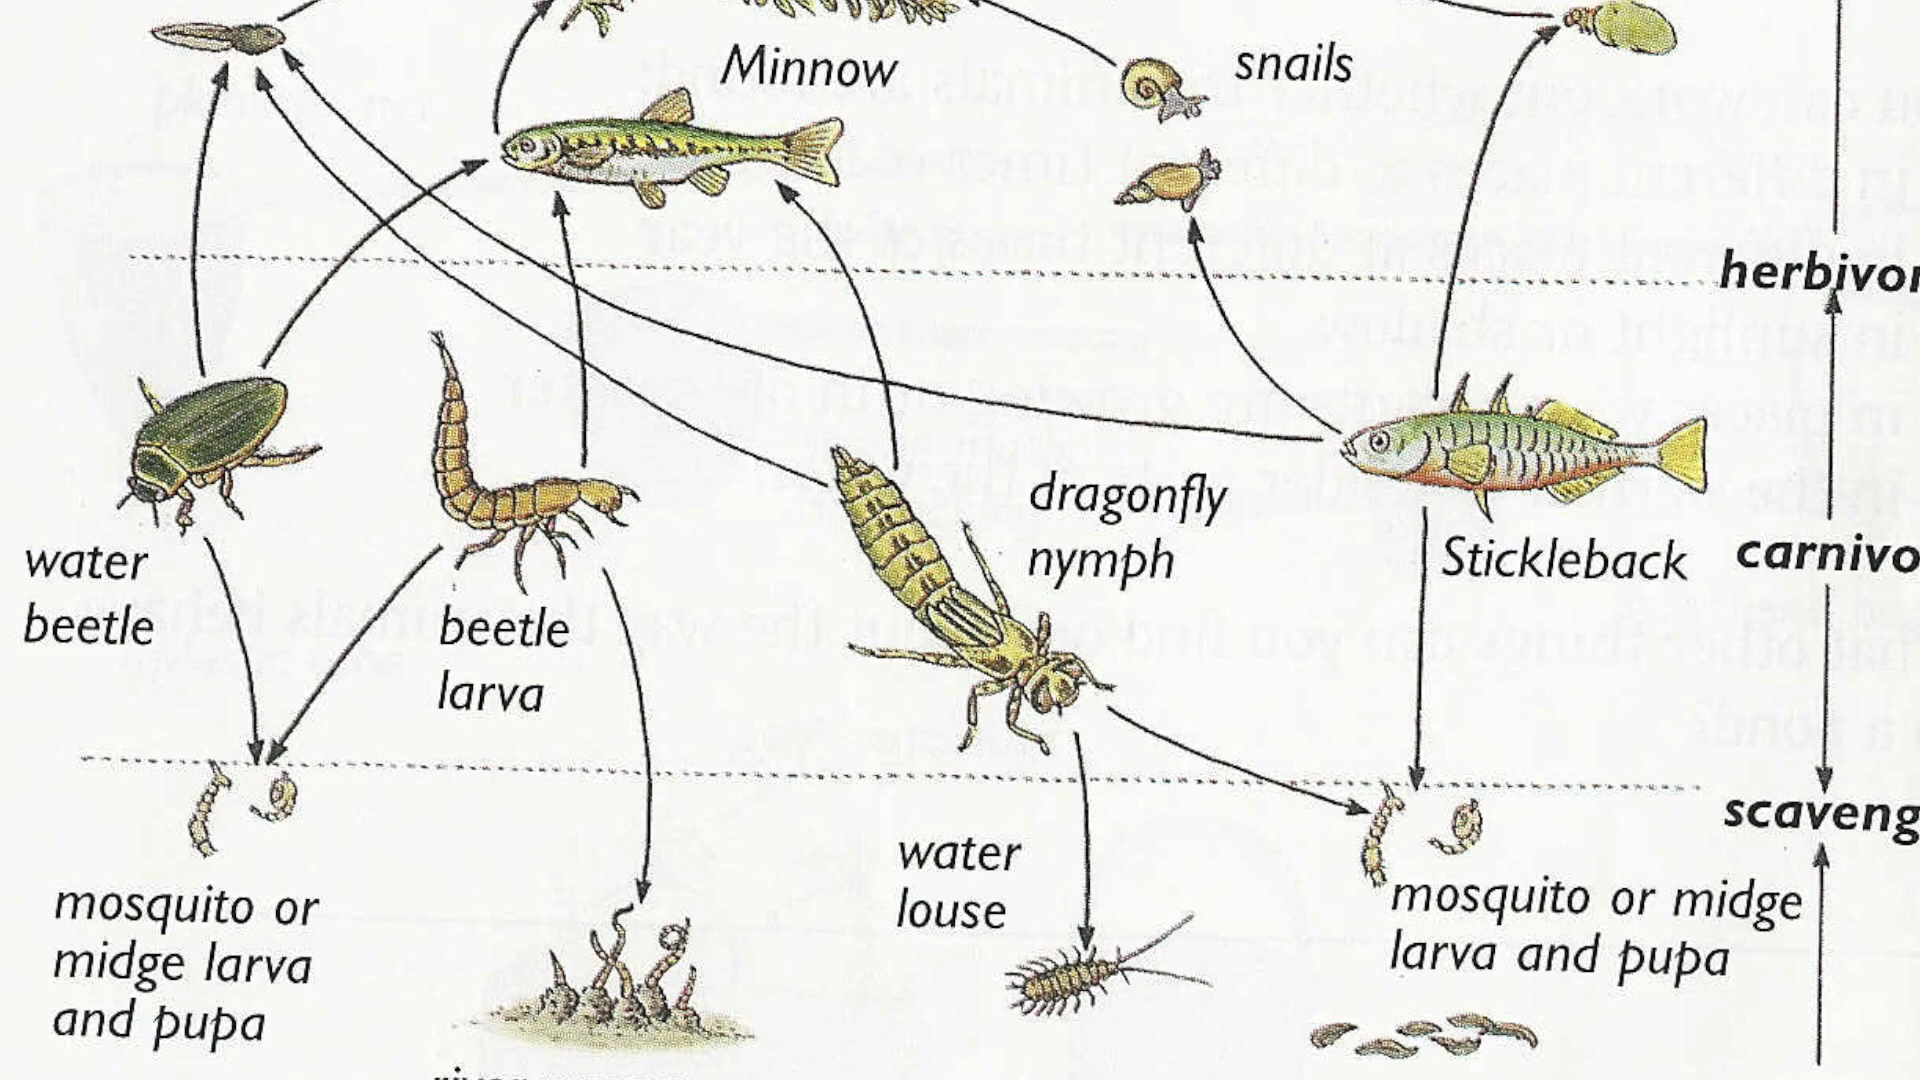 Minnow
snails
herbivor
water
beetle
beetle
larva
dragonfly
nymph
Stickleback
carnivo
scaveng
mosquito or
midge larva
and pupa
water
louse
mosquito or midge
larva and pupa